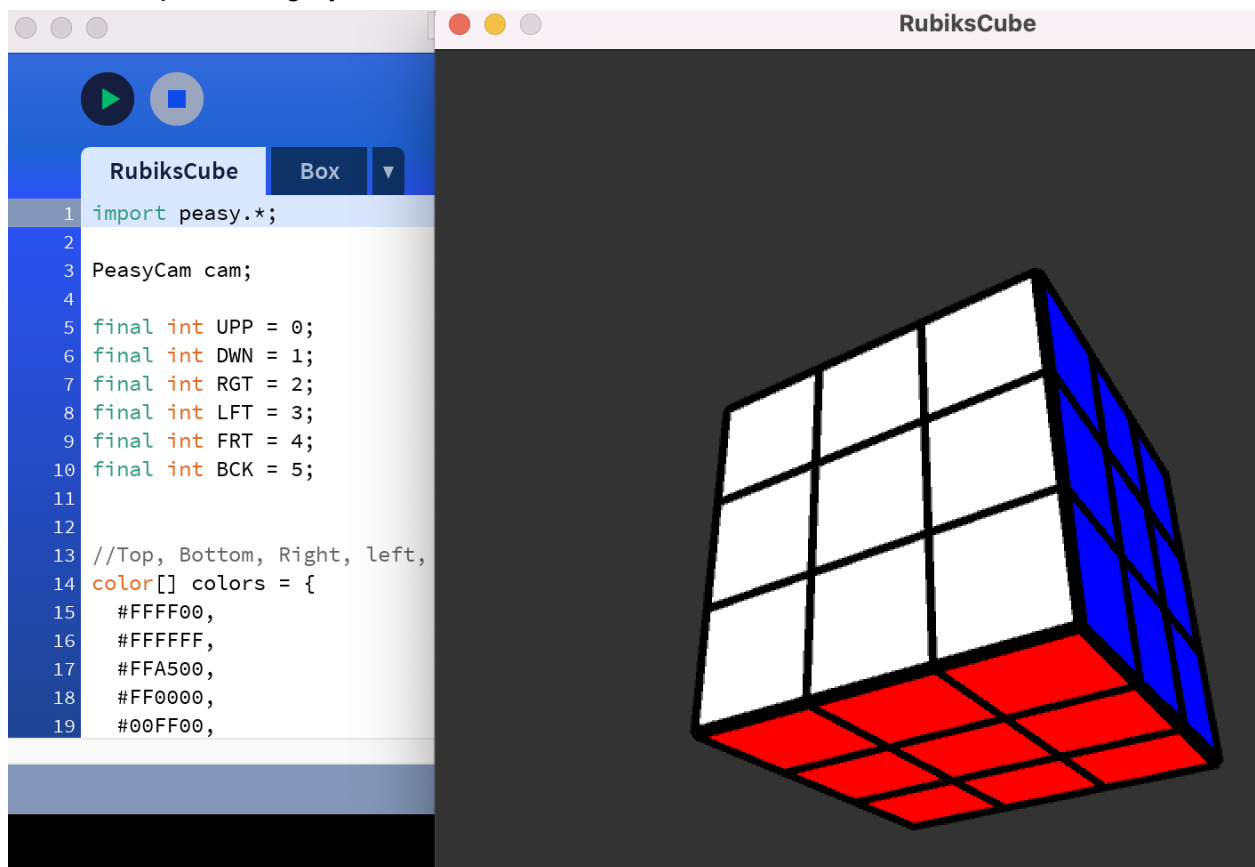 RubiksCube
RubiksCube Box
1 import peasy.*;
2
3 PeasyCam cam;
4
5 final int UPP = 0;
6 final int DWN = 1;
7 final int RGT = 2;
8 final int LFT = 3;
9 final int FRT = 4;
10 final int BCK = 5;
11
12
13 //Top, Bottom, Right, left,
14 color[] colors = {
15 #FFFF00,
16 #FFFFFF,
17 #FFA500,
18 #FF0000,
19 #00FF00,